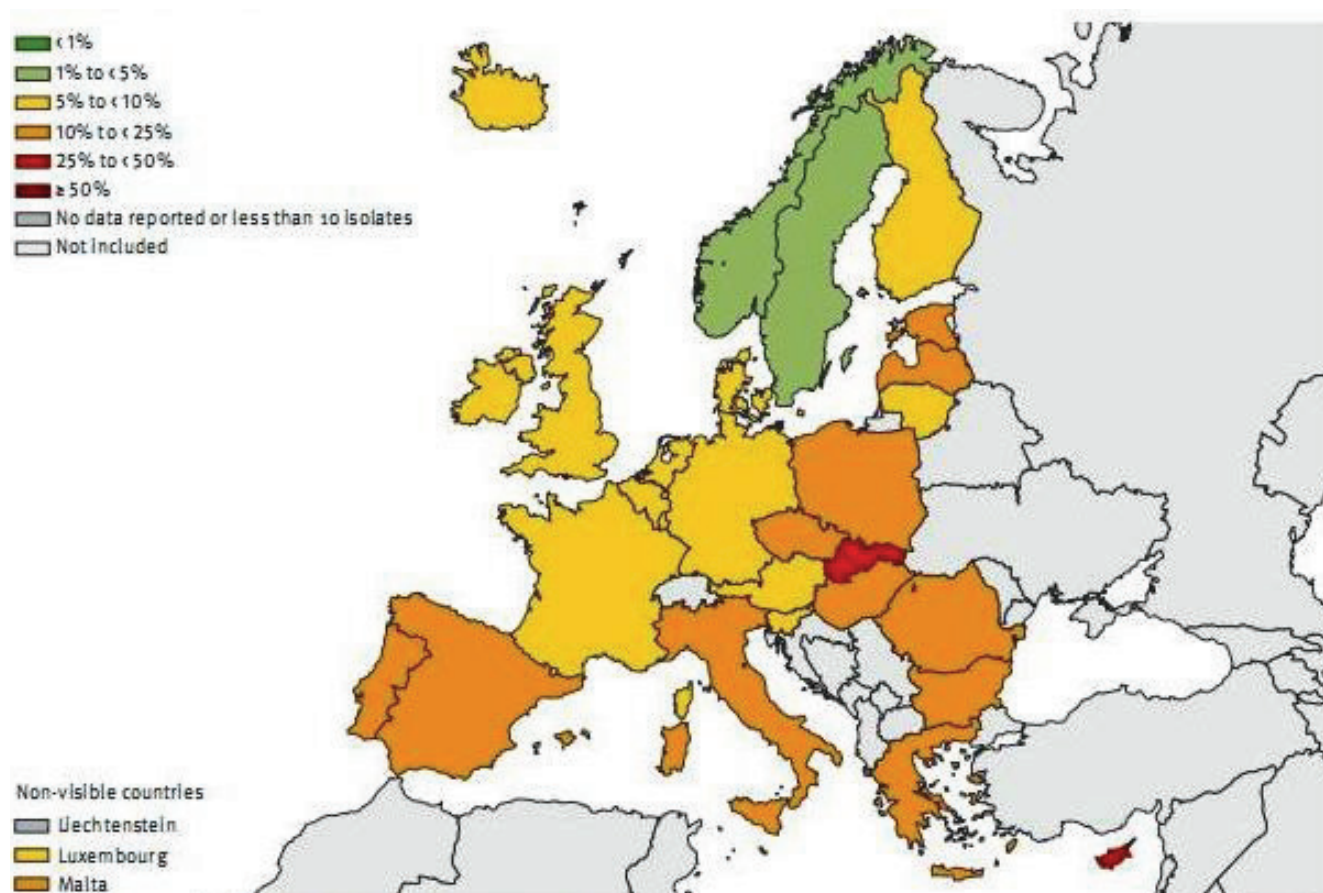 < 1%
1% to < 5%
5% to < 10%
10% to < 25%
25% to < 50%
≥ 50%
No data reported or less than 10 isolates
Not included
Non-visible countries
Liechtenstein
Luxembourg
Malta